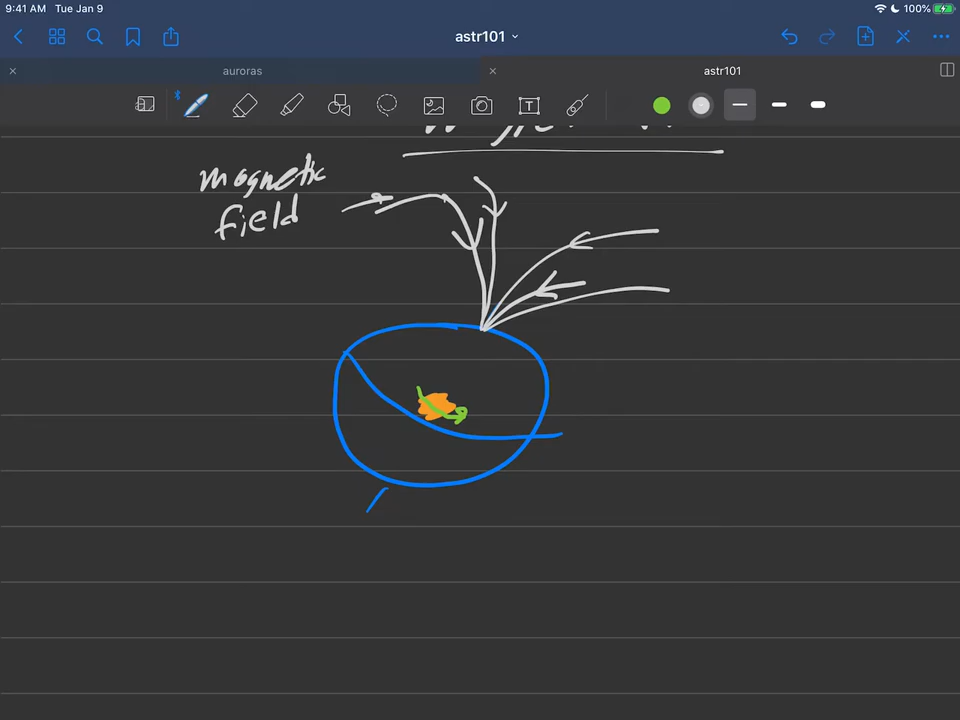 9:41 AM Tue Jan 9
100%
astr101
auroras
astr101
T
magnetic
field